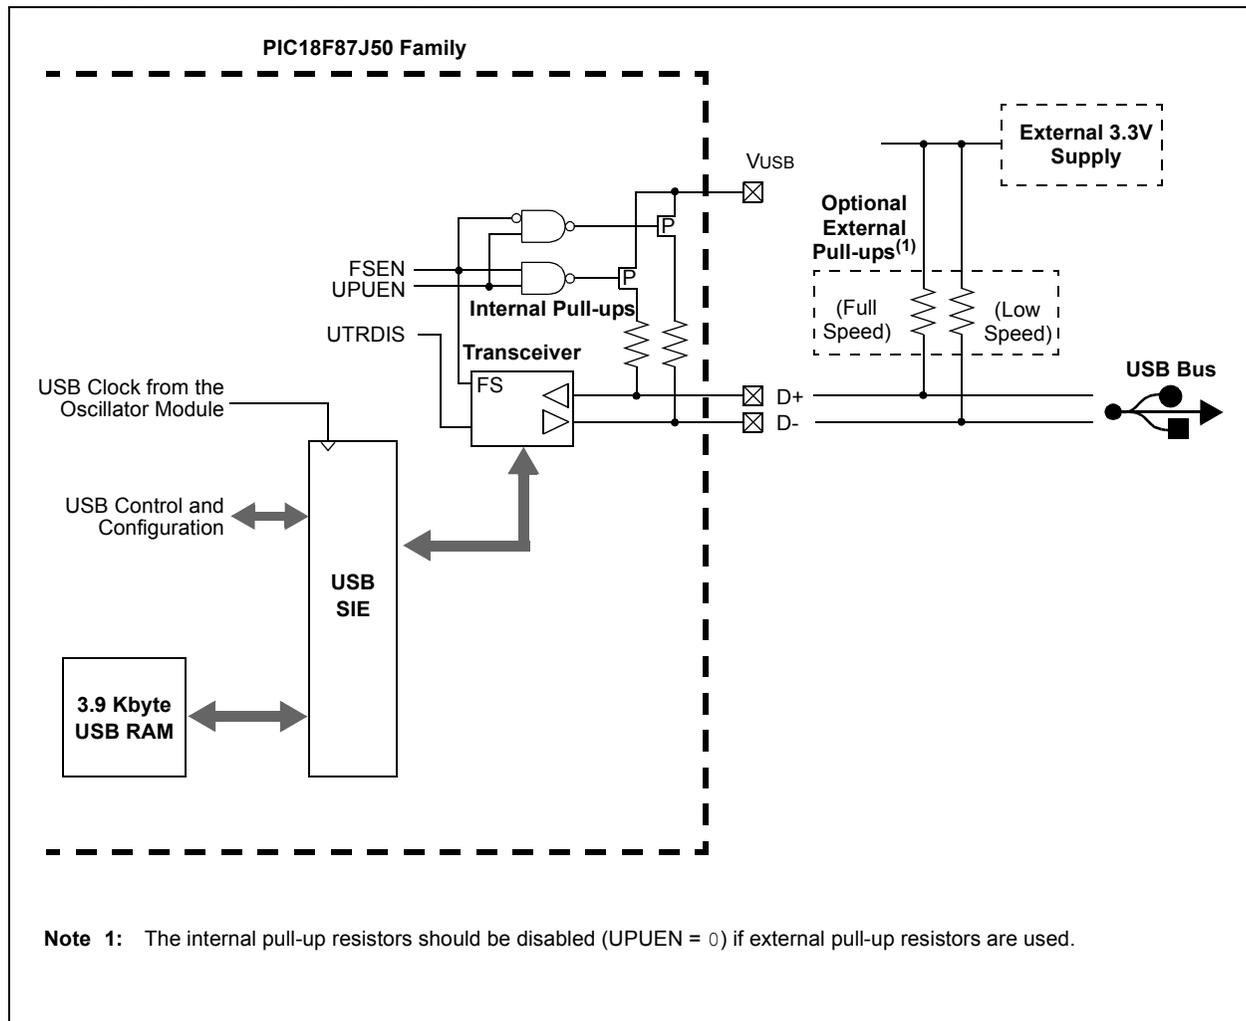 PIC18F87J50 Family
External 3.3V
Supply
VUSB
Optional
External
Pull-ups(1)
P
FSEN
UPUEN
P
Internal Pull-ups
(Full
Speed)
(Low
Speed)
UTRDIS
Transceiver
FS
USB Clock from the
Oscillator Module
D+
D-
USB Bus
USB Control and
Configuration
USB
SIE
3.9 Kbyte
USB RAM
Note 1: The internal pull-up resistors should be disabled (UPUEN = 0) if external pull-up resistors are used.